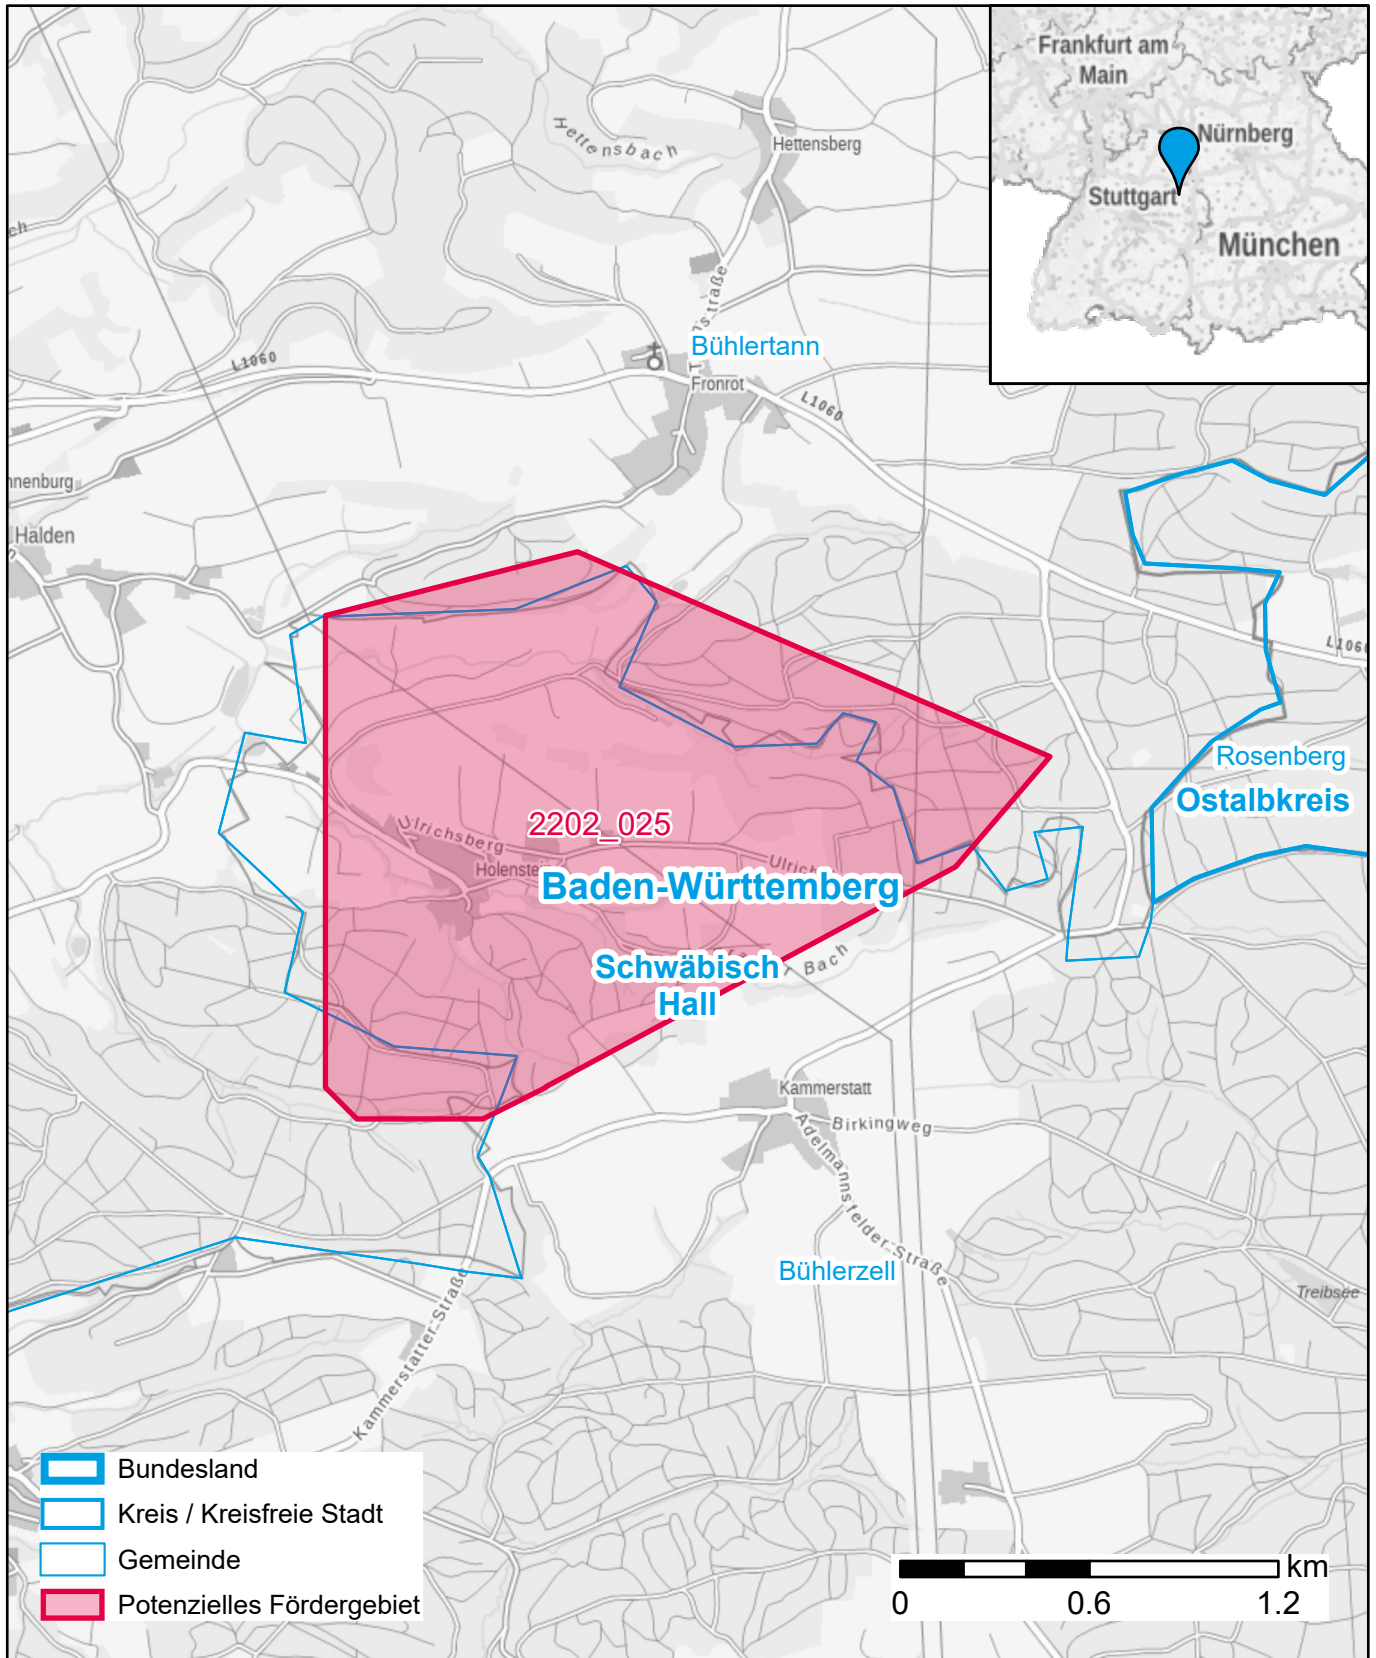 Frankfurt am
Main
Nürnberg
Stuttgart
München
Hettensbach
Hettensberg
L1060
Bühlertann
Fronrot
L1060
Halden
L1060
Rosenberg
Ostalbkreis
Ulrichsberg
2202_025
Baden-Württemberg
Schwäbisch
Hall
Bach
Kammerstatt
Birkingweg
Adelmannsfelder-Straße
Bühlerzell
Treibsee
Kammerstatter-Straße
Bundesland
Kreis / Kreisfreie Stadt
Gemeinde
Potenzielles Fördergebiet
km
0 0.6 1.2